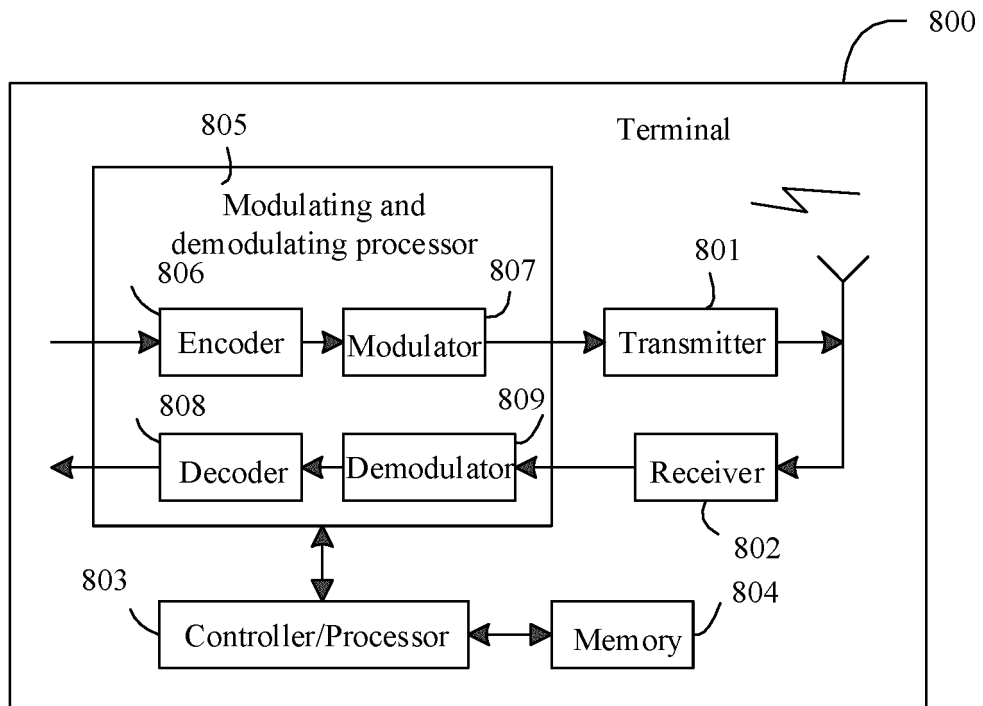 800
805
Terminal
Modulating and
demodulating processor
806
807
801
Encoder
Modulator
Transmitter
808
809
Decoder
Demodulator
Receiver
802
803
804
Controller/Processor
Memory